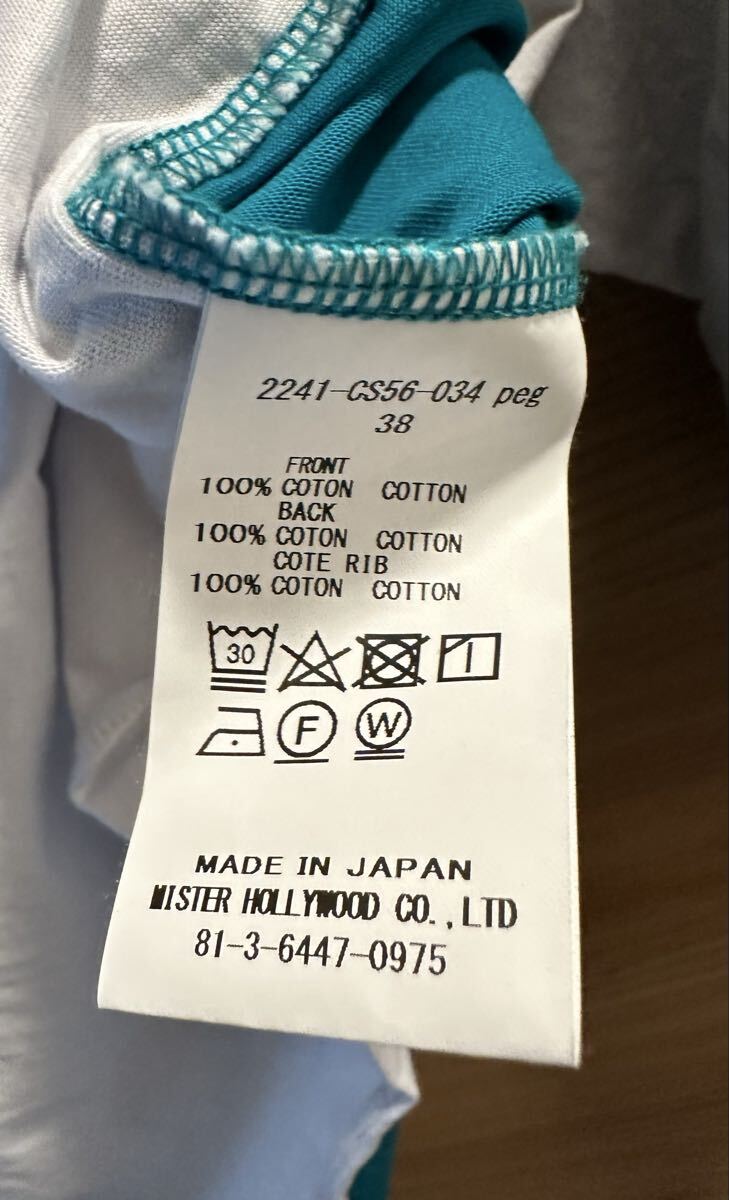 2241-CS56-034 peg
38
FRONT
100% COTON COTTON
BACK
100% COTON COTTON
COTE RIB
100% COTON COTTON
30
F W
MADE IN JAPAN
MISTER HOLLYWOOD CO.,LTD
81-3-6447-0975